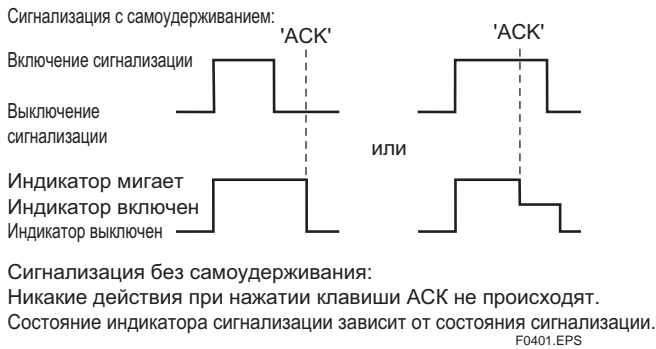 Сигнализация с самоудерживанием:
'ACK'
'ACK'
Включение сигнализации
Выключение
сигнализации
или
Индикатор мигает
Индикатор включен
Индикатор выключен
Сигнализация без самоудерживания:
Никакие действия при нажатии клавиши АСК не происходят.
Состояние индикатора сигнализации зависит от состояния сигнализации.
F0401.EPS